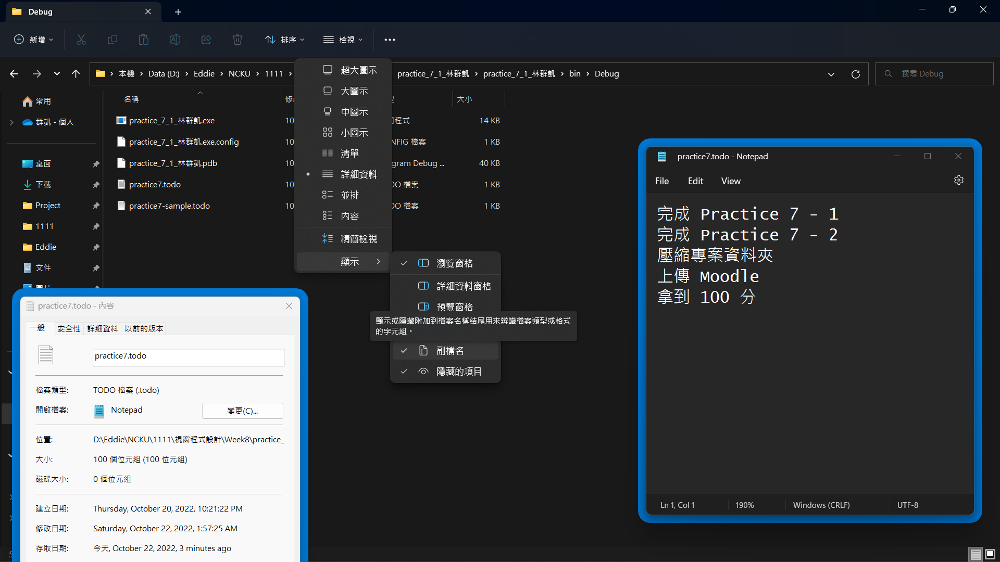 Debug
新增
排序
檢視
本機
Data (D:)
Eddie
NCKU
1111
practice_7_1_林群凱
practice_7_1_林群凱
bin
Debug
搜尋 Debug
常用
群凱 - 個人
桌面
下載
Project
1111
Eddie
文件
名稱
大小
practice_7_1_林群凱.exe
10
程式
14 KB
practice_7_1_林群凱.exe.config
10
NFIG 檔案
1 KB
practice_7_1_林群凱.pdb
10
gram Debug ...
40 KB
practice7.todo
10
DO 檔案
1 KB
practice7-sample.todo
10
DO 檔案
1 KB
超大圖示
大圖示
中圖示
小圖示
清單
詳細資料
並排
內容
精簡檢視
顯示
瀏覽窗格
詳細資料窗格
預覽窗格
顯示或隱藏附加到檔案名稱結尾用來辨識檔案類型或格式
的字元組。
副檔名
隱藏的項目
practice7.todo - 內容
一般
安全性
詳細資料
以前的版本
practice7.todo
檔案類型:
TODO 檔案 (.todo)
開啟檔案:
Notepad
變更(C)...
位置:
D:\Eddie\NCKU\1111\視窗程式設計\Week8\practice_
大小:
100 個位元組 (100 位元組)
磁碟大小:
0 個位元組
建立日期:
Thursday, October 20, 2022, 10:21:22 PM
修改日期:
Saturday, October 22, 2022, 1:57:25 AM
存取日期:
今天, October 22, 2022, 3 minutes ago
practice7.todo - Notepad
File
Edit
View
完成 Practice 7 - 1
完成 Practice 7 - 2
壓縮專案資料夾
上傳 Moodle
拿到 100 分
Ln 1, Col 1
190%
Windows (CRLF)
UTF-8